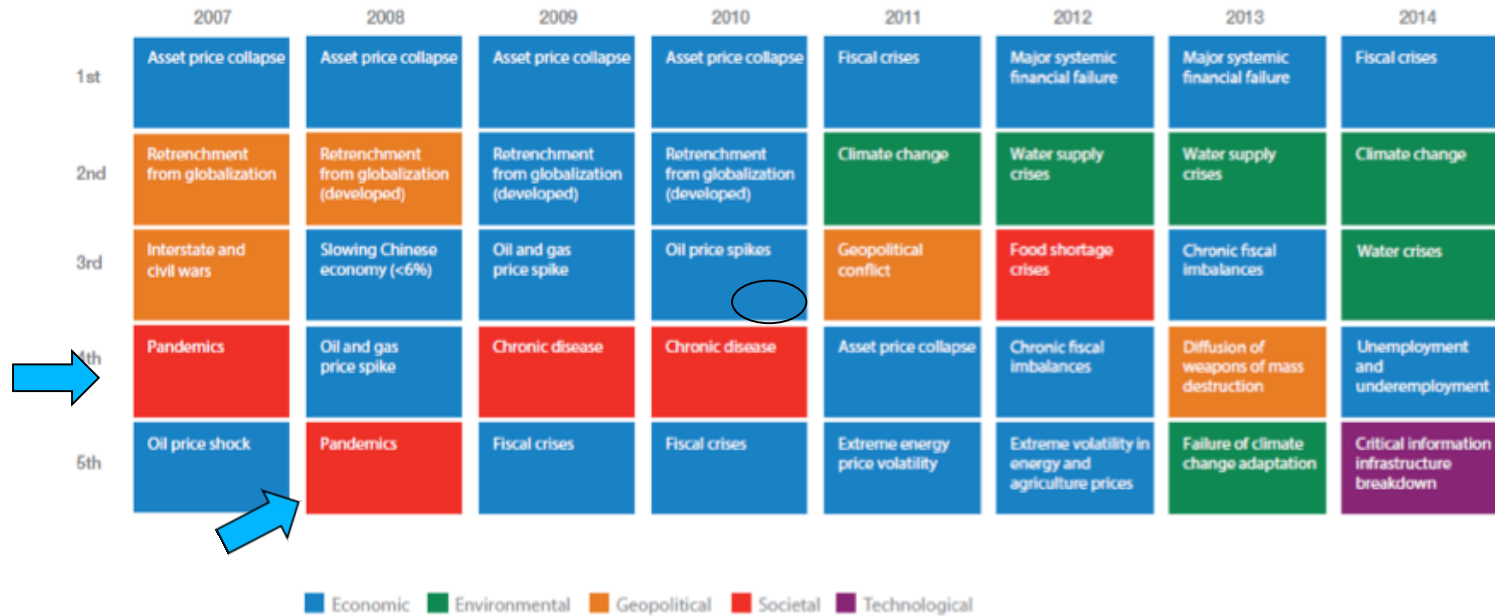 2007 2008 2009 2010 2011 2012 2013 2014
1st
Asset price collapse
Asset price collapse
Asset price collapse
Asset price collapse
Fiscal crises
Major systemic
financial failure
Major systemic
financial failure
Fiscal crises
2nd
Retrenchment
from globalization
Retrenchment
from globalization
(developed)
Retrenchment
from globalization
(developed)
Retrenchment
from globalization
(developed)
Climate change
Water supply
crises
Water supply
crises
Climate change
3rd
Interstate and
civil wars
Slowing Chinese
economy (<6%)
Oil and gas
price spike
Oil price spikes
Geopolitical
conflict
Food shortage
crises
Chronic fiscal
imbalances
Water crises
4th
Pandemics
Oil and gas
price spike
Chronic disease
Chronic disease
Asset price collapse
Chronic fiscal
imbalances
Diffusion of
weapons of mass
destruction
Unemployment
and
underemployment
5th
Oil price shock
Pandemics
Fiscal crises
Fiscal crises
Extreme energy
price volatility
Extreme volatility in
energy and
agriculture prices
Failure of climate
change adaptation
Critical information
infrastructure
breakdown
Economic Environmental Geopolitical Societal Technological